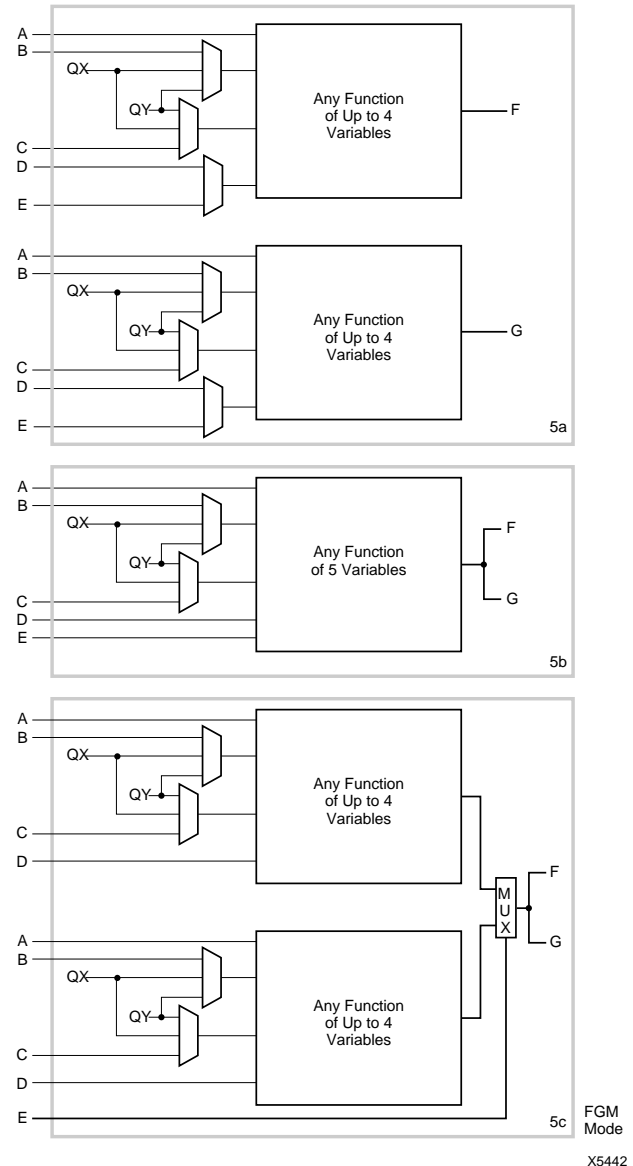 A
B
QX
QY
C
D
E
Any Function
of Up to 4
Variables
F
A
B
QX
QY
C
D
E
Any Function
of Up to 4
Variables
G
5a
A
B
QX
QY
C
D
E
Any Function
of 5 Variables
F
G
5b
A
B
QX
QY
C
D
Any Function
of Up to 4
Variables
A
B
QX
QY
C
D
E
Any Function
of Up to 4
Variables
M
U
X
F
G
5c
FGM
Mode
X5442